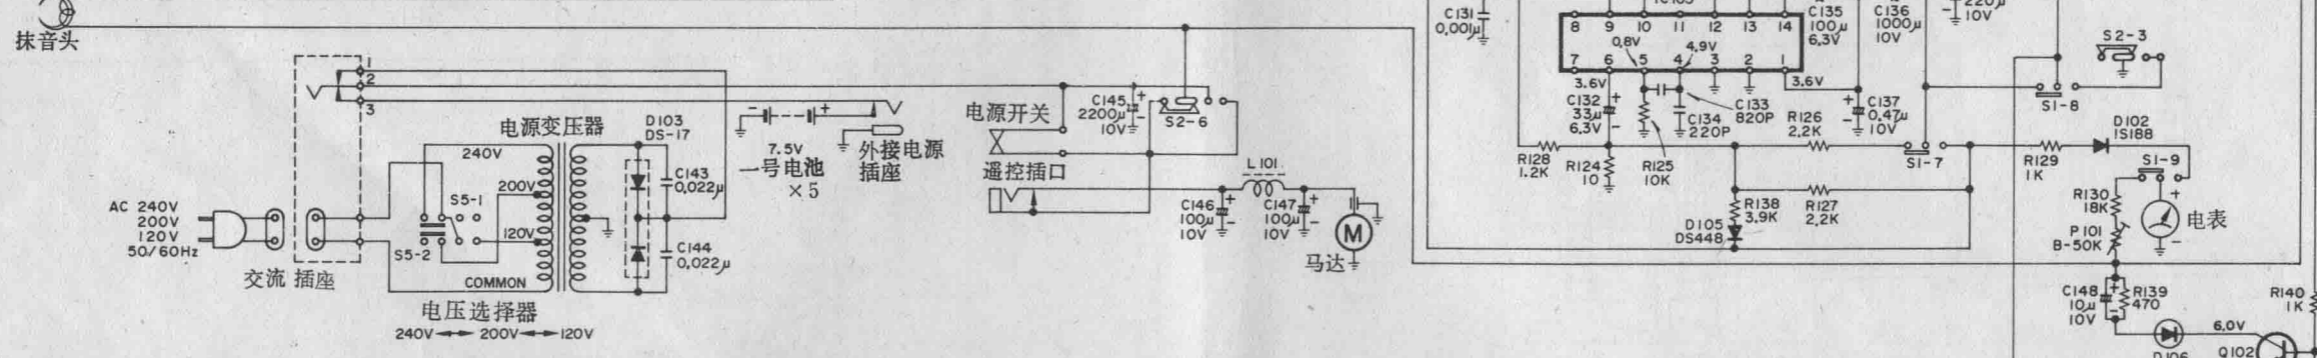 抹音头
1
2
3
电源变压器
D103
DS-17
240V
200V
120V
COMMON
C143
0,022μ
C144
0,022μ
AC 240V
200V
120V
50/60Hz
交流 插座
S5-1
S5-2
电压选择器
240V 200V 120V
- +
7.5V
一号电池
×5
外接电源
插座
电源开关
遥控插口
C145
2200μ
10V
+
-
S2-6
L101
C146
100μ
10V
+
-
C147
100μ
10V
+
-
M
马达
C131
0.001μ
8 9 10 11 12 13 14
0,8V
4,9V
7 6 5 4 3 2 1
3.6V
3.6V
C135
100μ
6.3V
C136
1000μ
10V
220μ
10V
C132
33μ
6.3V
+
-
C133
820P
C134
220P
C137
0.47μ
10V
+
-
R128
1.2K
R124
10
R125
10K
R126
2.2K
R138
3.9K
R127
2.2K
D105
DS448
S1-7
S2-3
S1-8
D102
1S188
R129
1K
S1-9
R130
18K
P101
B-50K
-
电表
C148
10μ
10V
+
-
R139
470
6.0V
Q102
R140
1K